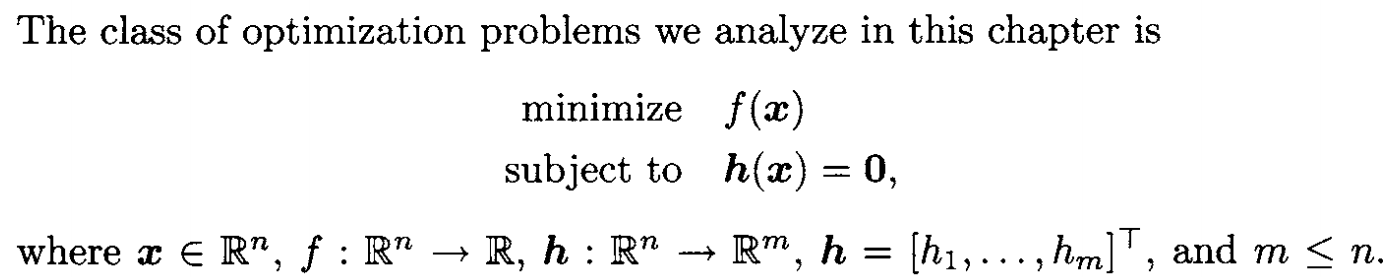 The class of optimization problems we analyze in this chapter is
minimize f(x)
subject to h(x) = 0,
where x ∈ ℝⁿ, f : ℝⁿ → ℝ, h : ℝⁿ → ℝᵐ, h = [h₁, . . . , hₘ]⊤, and m ≤ n.